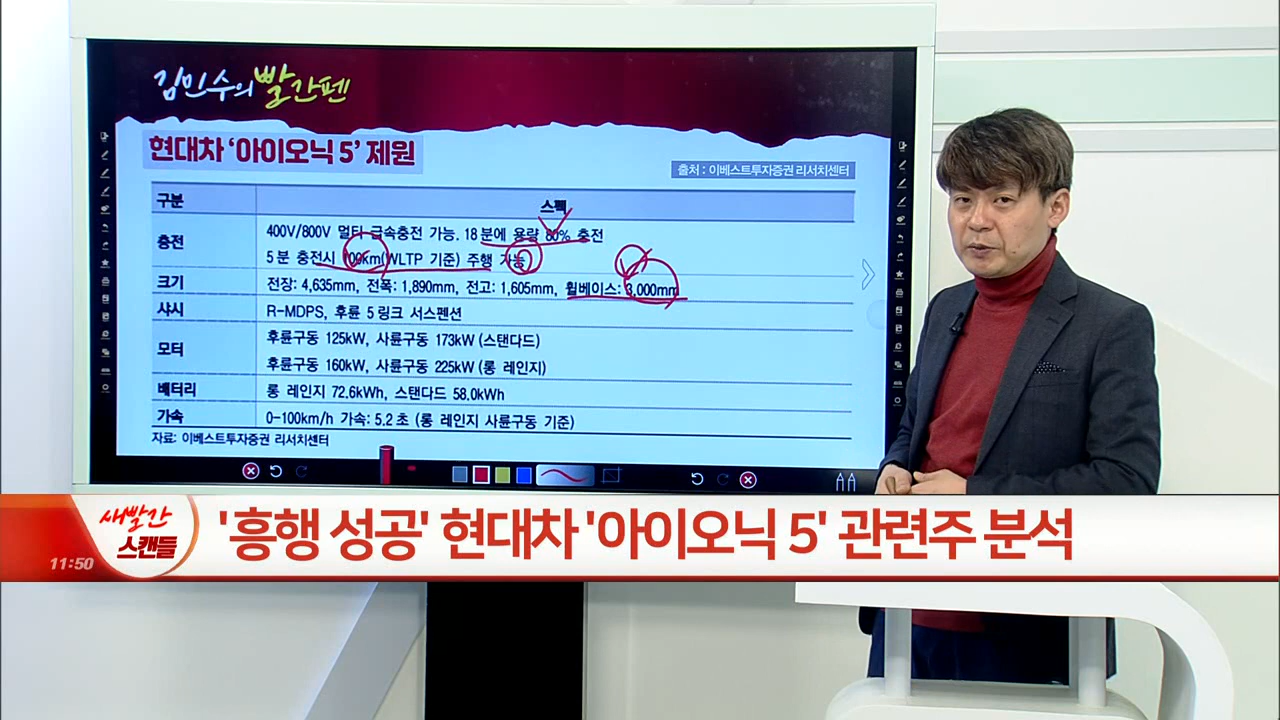 김민수의 빨간펜
현대차 '아이오닉 5' 제원
출처 : 이베스트투자증권 리서치센터
구분 스펙
충전 400V/800V 멀티 급속충전 가능. 18분에 용량 80% 충전
5분 충전시 100Km(WLTP 기준) 주행 가능
크기 전장: 4,635mm, 전폭: 1,890mm, 전고: 1,605mm, 휠베이스: 3,000mm
샤시 R-MDPS, 후륜 5링크 서스펜션
모터 후륜구동 125kW, 사륜구동 173kW (스탠다드)
후륜구동 160kW, 사륜구동 225kW (롱 레인지)
배터리 롱 레인지 72.6kWh, 스탠다드 58.0kWh
가속 0-100km/h 가속: 5.2초 (롱 레인지 사륜구동 기준)
자료: 이베스트투자증권 리서치센터
새빨간
스캔들
11:50
'흥행 성공' 현대차 '아이오닉 5' 관련주 분석